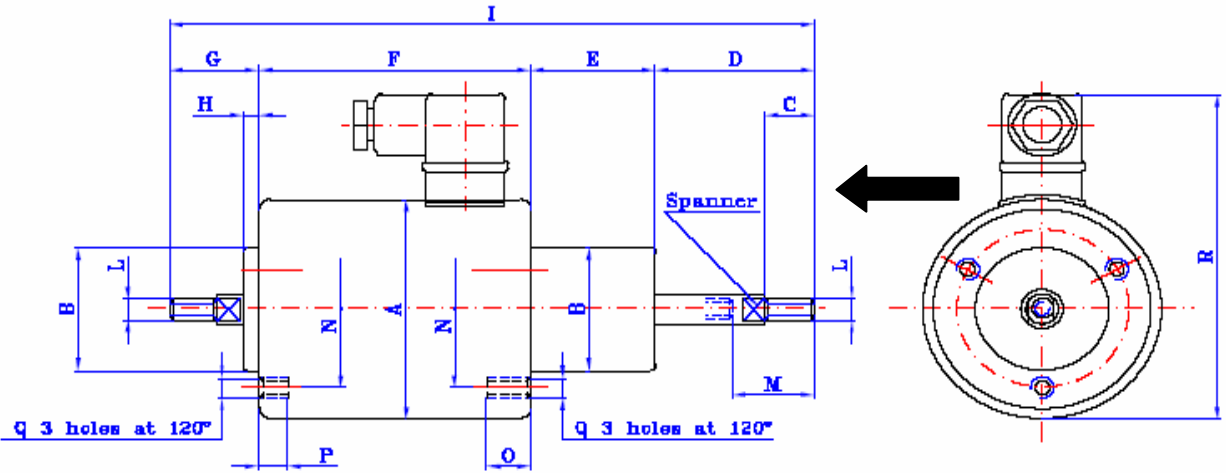 I
G F E D
H C
Spanner
L L
B N A N B R
M
Q 3 holes at 120° Q 3 holes at 120°
P O